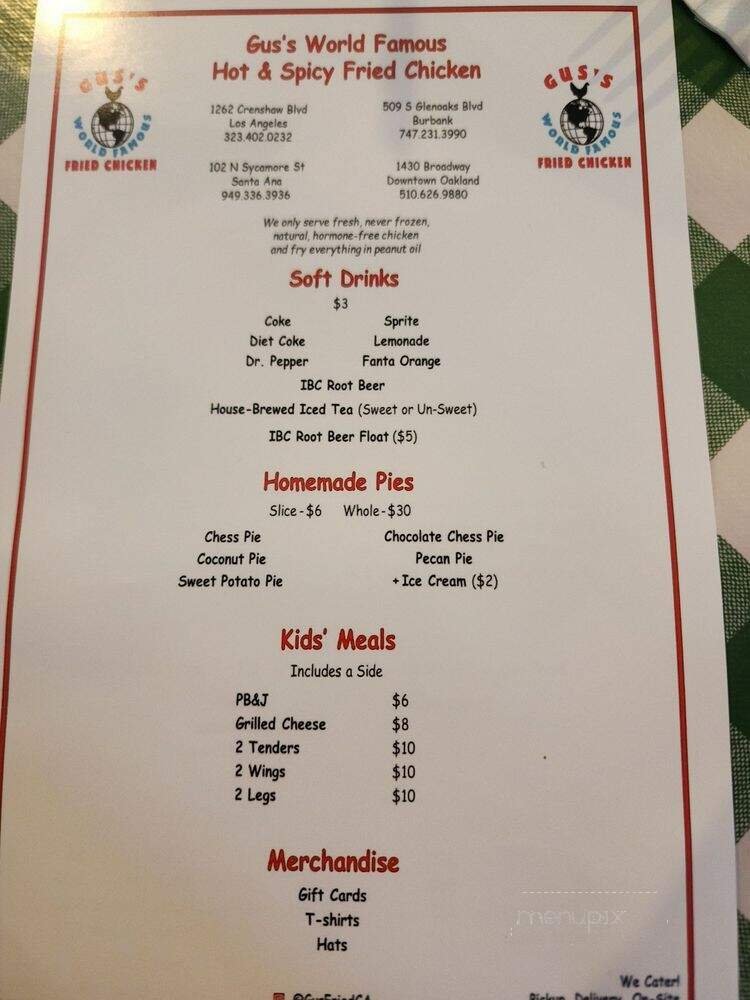 Gus's World Famous
Hot & Spicy Fried Chicken
GUS'S
WORLD FAMOUS
FRIED CHICKEN
GUS'S
WORLD FAMOUS
FRIED CHICKEN
1262 Crenshaw Blvd
Los Angeles
323.402.0232
509 S Glenoaks Blvd
Burbank
747.231.3990
102 N Sycamore St
Santa Ana
949.336.3936
1430 Broadway
Downtown Oakland
510.626.9880
We only serve fresh, never frozen,
natural, hormone-free chicken
and fry everything in peanut oil
Soft Drinks
$3
Coke Sprite
Diet Coke Lemonade
Dr. Pepper Fanta Orange
IBC Root Beer
House-Brewed Iced Tea (Sweet or Un-Sweet)
IBC Root Beer Float ($5)
Homemade Pies
Slice-$6 Whole-$30
Chess Pie Chocolate Chess Pie
Coconut Pie Pecan Pie
Sweet Potato Pie +Ice Cream ($2)
Kids' Meals
Includes a Side
PB&J $6
Grilled Cheese $8
2 Tenders $10
2 Wings $10
2 Legs $10
Merchandise
Gift Cards
T-shirts
Hats
menupix
We Cater!
@GusFriedCA
Pickup, Delivery, On-Site